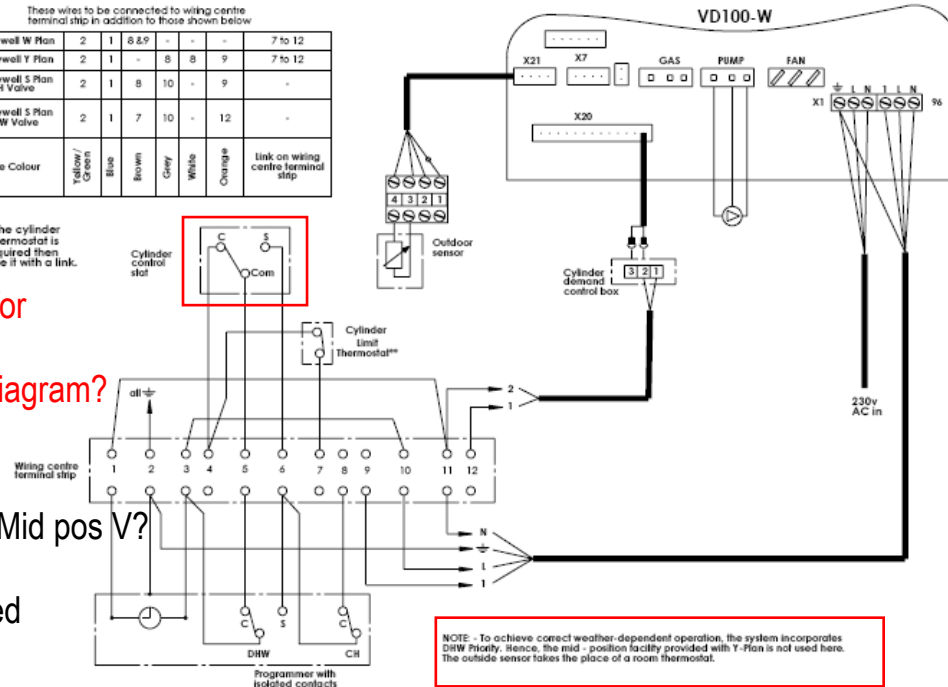 These wires to be connected to wiring centre
terminal strip in addition to those shown below
well W Plan 2 1 8&9 - - - 7 to 12
well Y Plan 2 1 - 8 8 9 7 to 12
well S Plan
H Valve 2 1 8 10 - 9 -
well S Plan
W Valve 2 1 7 10 - 12 -
e Colour Yellow/ Green Blue Brown Grey White Orange Link on wiring centre terminal strip
he cylinder
ermostat is
quired then
e it with a link.
or
iagram?
Mid pos V?
ed
VD100-W
X21 X7 GAS PUMP FAN
L N 1 L N
X1 96
X20
4 3 2 1
Outdoor
sensor
Cylinder
control
stat
C S
Com
Cylinder
demand
control box
3 2 1
Cylinder
Limit
Thermostat**
all
2
1
230v
AC in
Wiring centre
terminal strip
1 2 3 4 5 6 7 8 9 10 11 12
N
L
1
C S C
DHW CH
Programmer with
isolated contacts
NOTE: - To achieve correct weather-dependent operation, the system incorporates
DHW Priority. Hence, the mid - position facility provided with Y-Plan is not used here.
The outside sensor takes the place of a room thermostat.